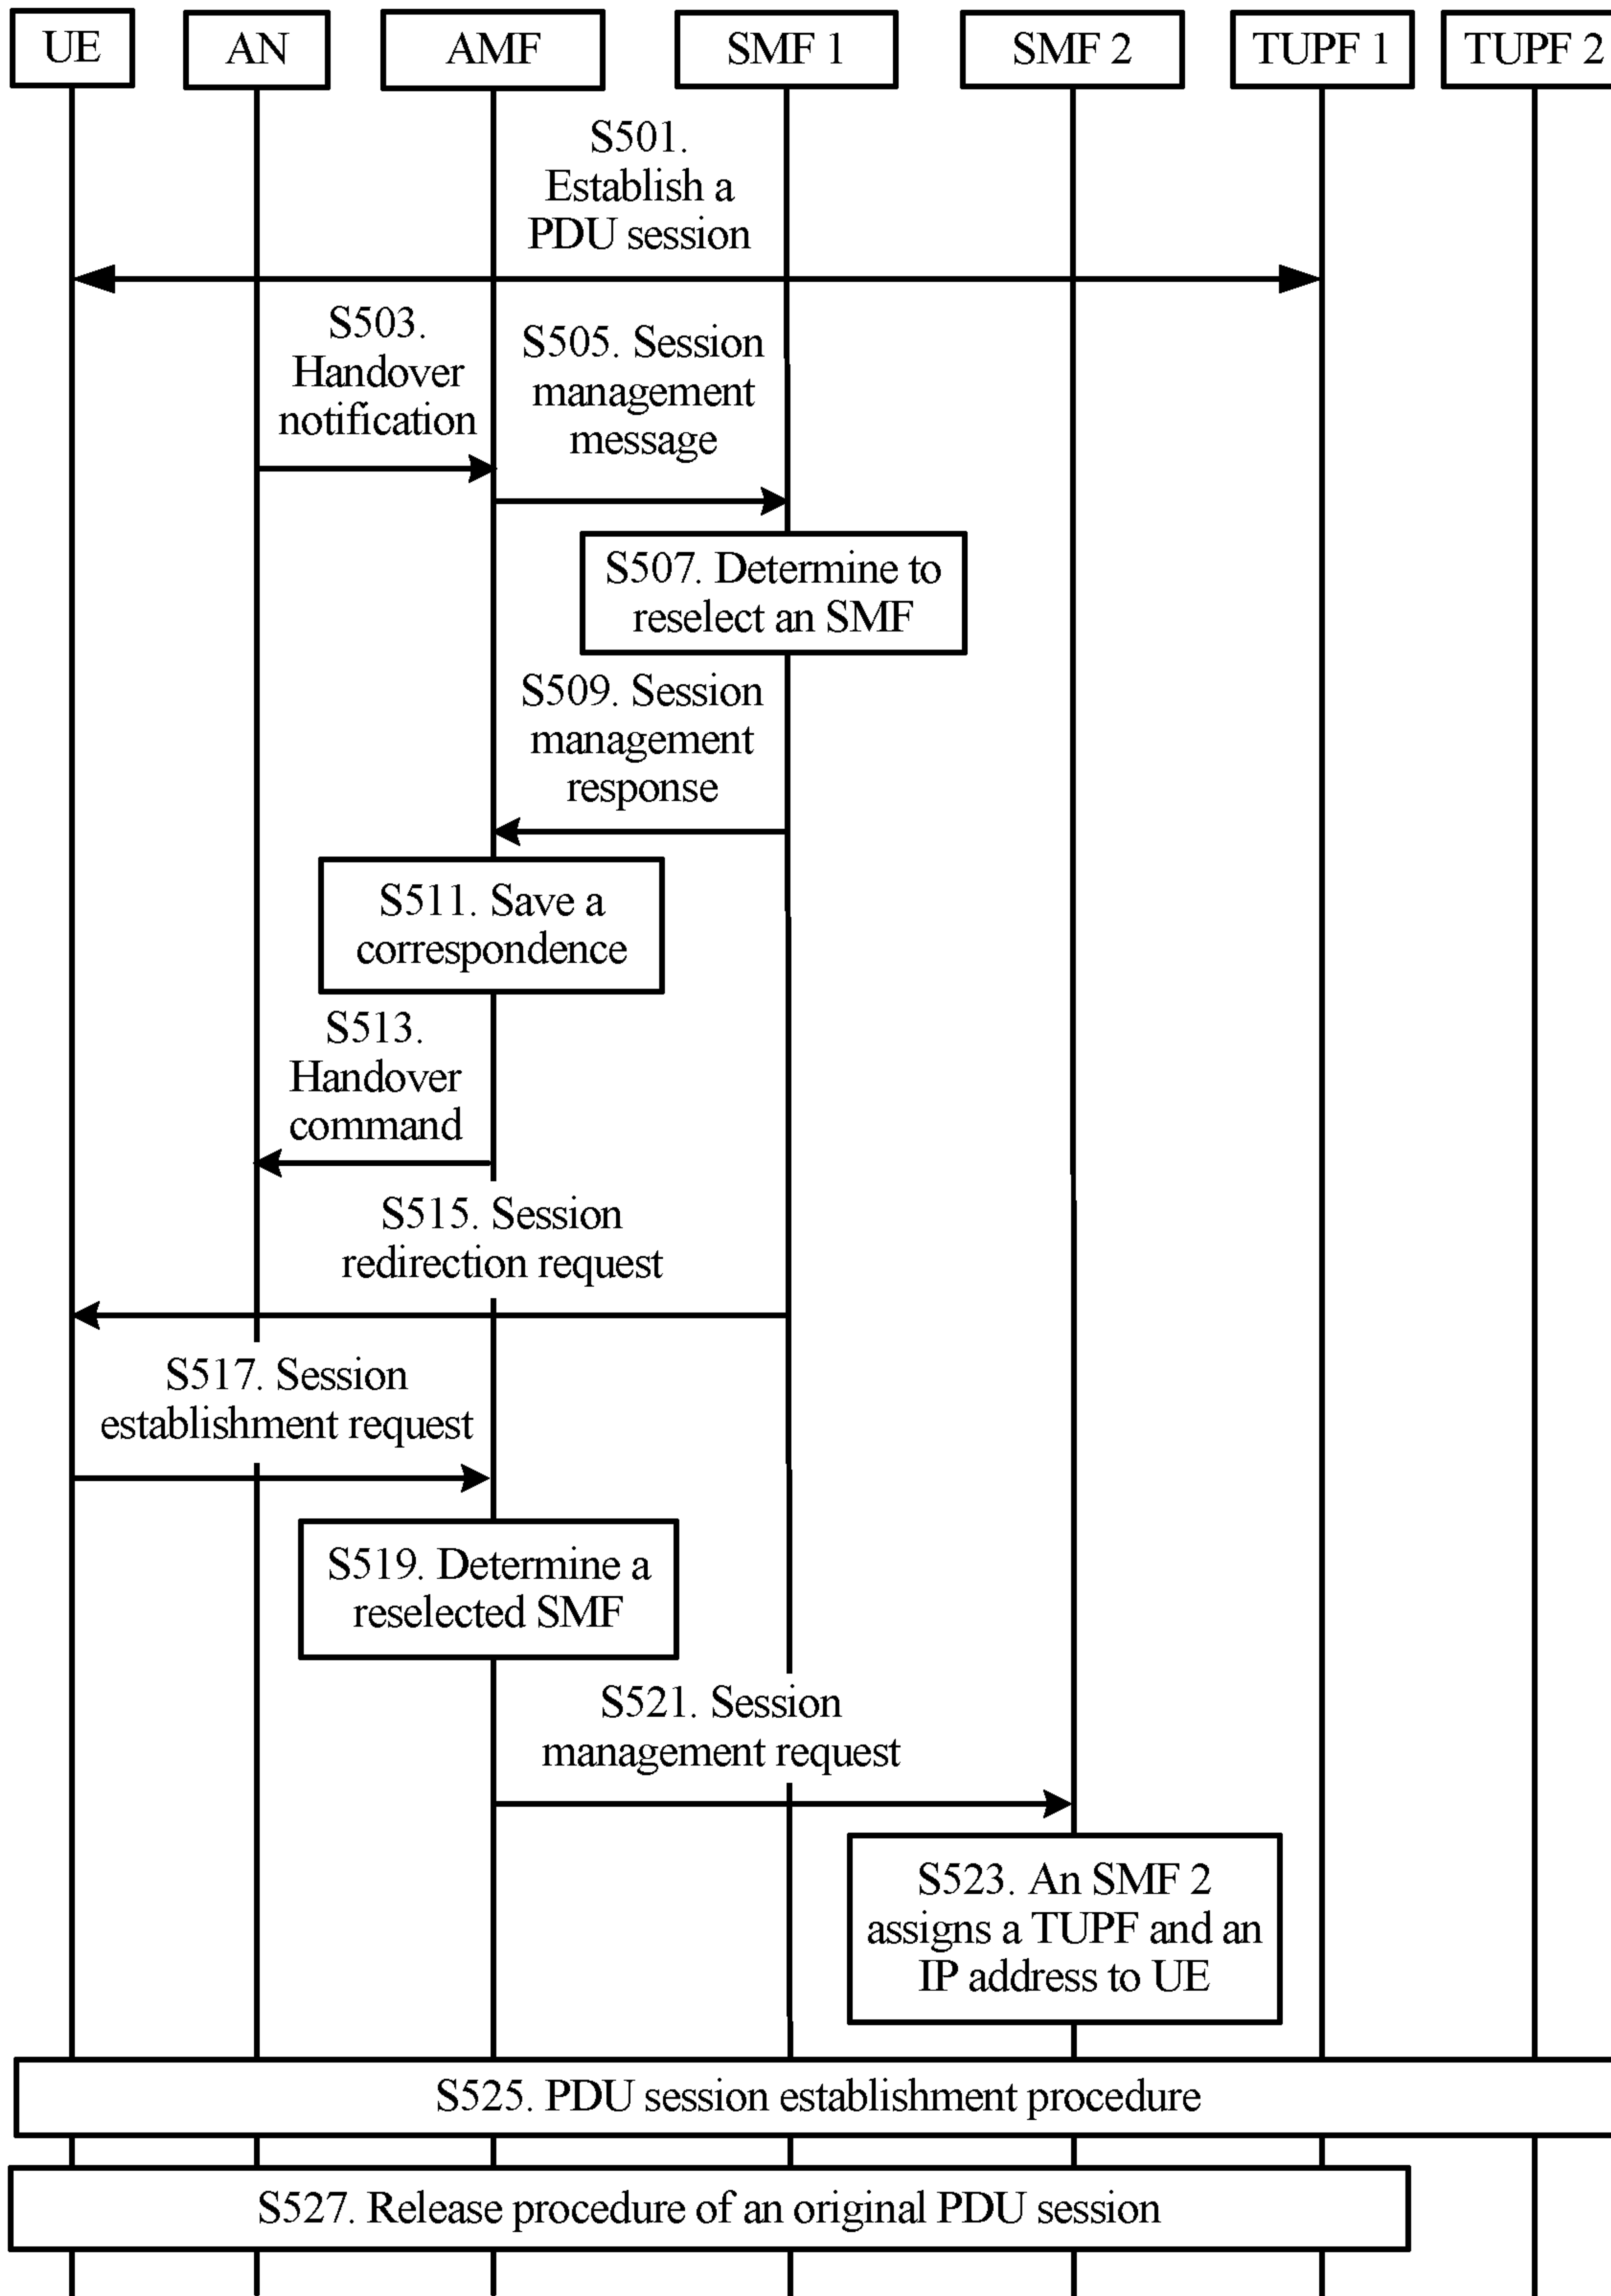 UE
AN
AMF
SMF 1
SMF 2
TUPF 1
TUPF 2
S501.
Establish a
PDU session
S503.
Handover
notification
S505. Session
management
message
S507. Determine to
reselect an SMF
S509. Session
management
response
S511. Save a
correspondence
S513.
Handover
command
S515. Session
redirection request
S517. Session
establishment request
S519. Determine a
reselected SMF
S521. Session
management request
S523. An SMF 2
assigns a TUPF and an
IP address to UE
S525. PDU session establishment procedure
S527. Release procedure of an original PDU session